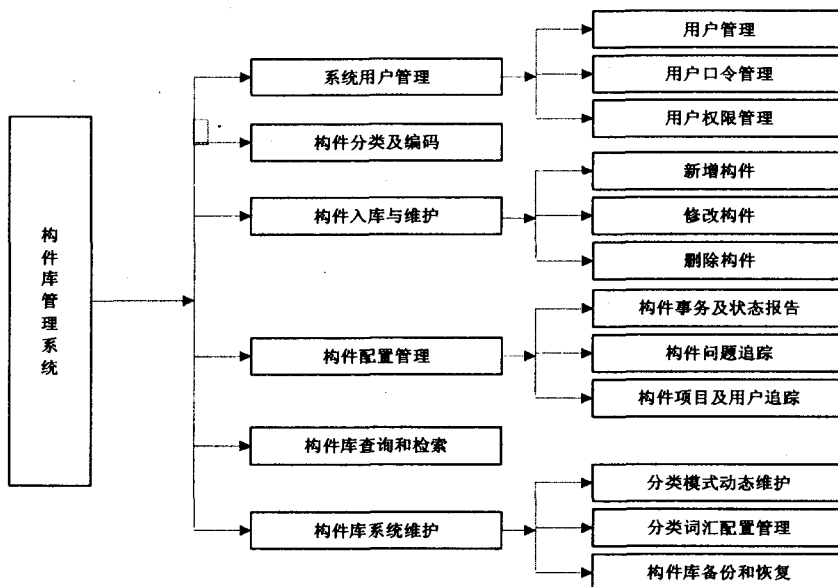 构件库管理系统
系统用户管理
用户管理
用户口令管理
用户权限管理
构件分类及编码
构件入库与维护
新增构件
修改构件
删除构件
构件配置管理
构件事务及状态报告
构件问题追踪
构件项目及用户追踪
构件库查询和检索
构件库系统维护
分类模式动态维护
分类词汇配置管理
构件库备份和恢复